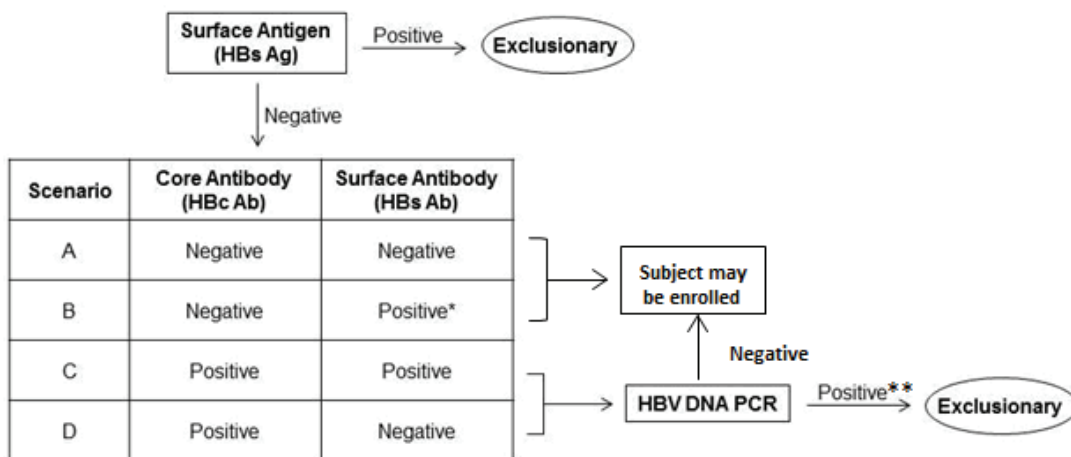 Surface Antigen
(HBs Ag)
Positive
Exclusionary
Negative
Scenario
Core Antibody
(HBc Ab)
Surface Antibody
(HBs Ab)
A
Negative
Negative
B
Negative
Positive*
C
Positive
Positive
D
Positive
Negative
Subject may
be enrolled
Negative
HBV DNA PCR
Positive**
Exclusionary